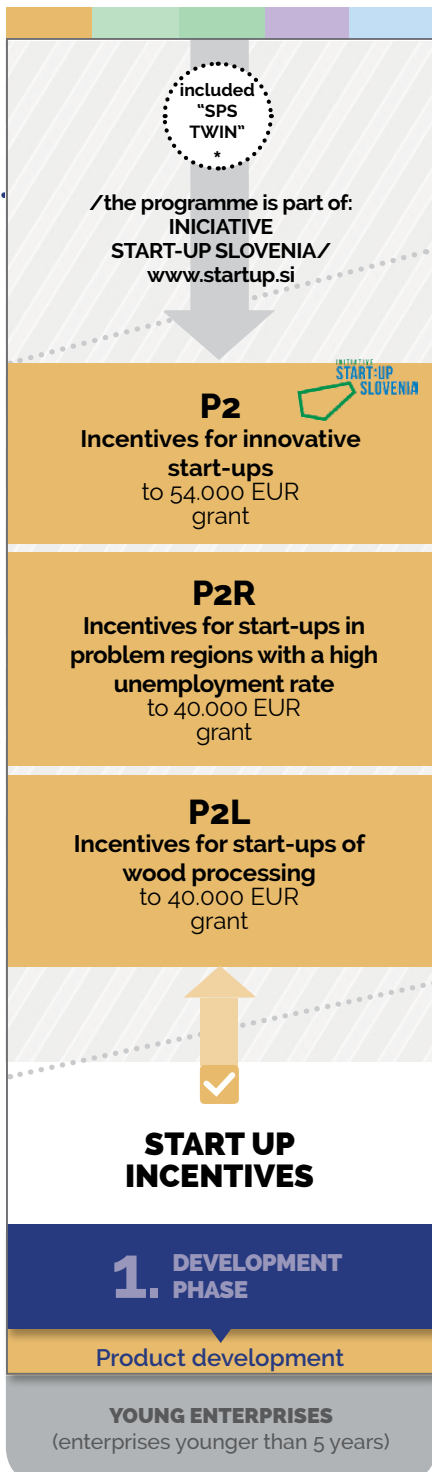 included
"SPS
TWIN"
*
/the programme is part of:
INICIATIVE
START-UP SLOVENIA/
www.startup.si
INITIATIVE
START:UP
SLOVENIA
P2
Incentives for innovative
start-ups
to 54.000 EUR
grant
P2R
Incentives for start-ups in
problem regions with a high
unemployment rate
to 40.000 EUR
grant
P2L
Incentives for start-ups of
wood processing
to 40.000 EUR
grant
START UP
INCENTIVES
1. DEVELOPMENT
PHASE
Product development
YOUNG ENTERPRISES
(enterprises younger than 5 years)